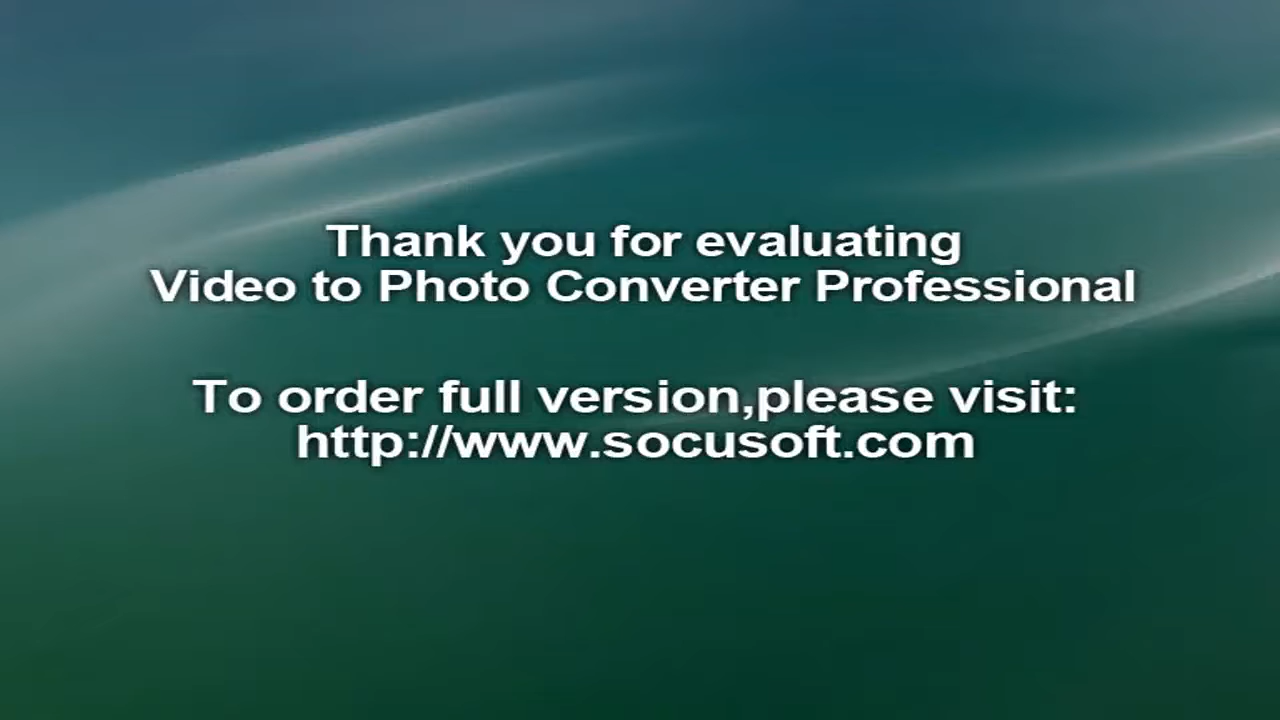 Thank you for evaluating
Video to Photo Converter Professional
To order full version,please visit:
http://www.socusoft.com